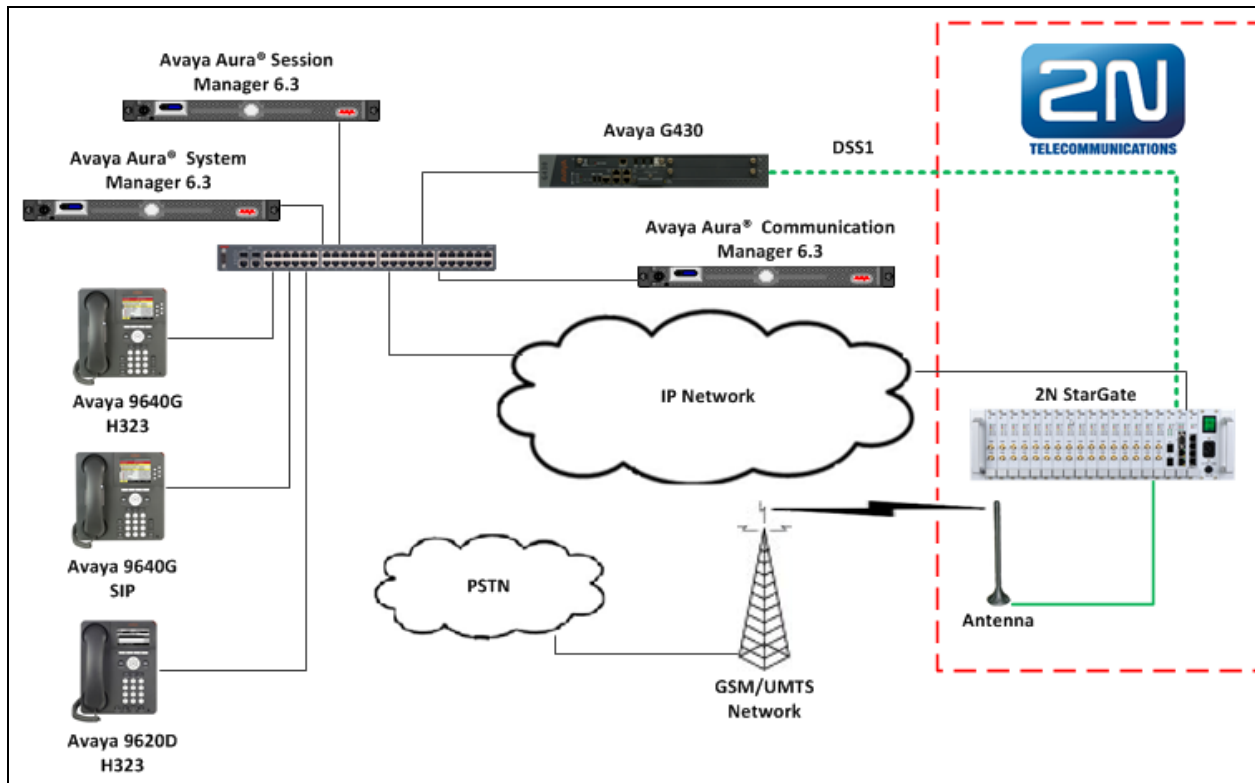 Avaya Aura® Session
Manager 6.3
Avaya Aura® System
Manager 6.3
Avaya G430
DSS1
2N
TELECOMMUNICATIONS
Avaya Aura® Communication
Manager 6.3
Avaya 9640G
H323
IP Network
2N StarGate
Avaya 9640G
SIP
PSTN
Antenna
GSM/UMTS
Network
Avaya 9620D
H323